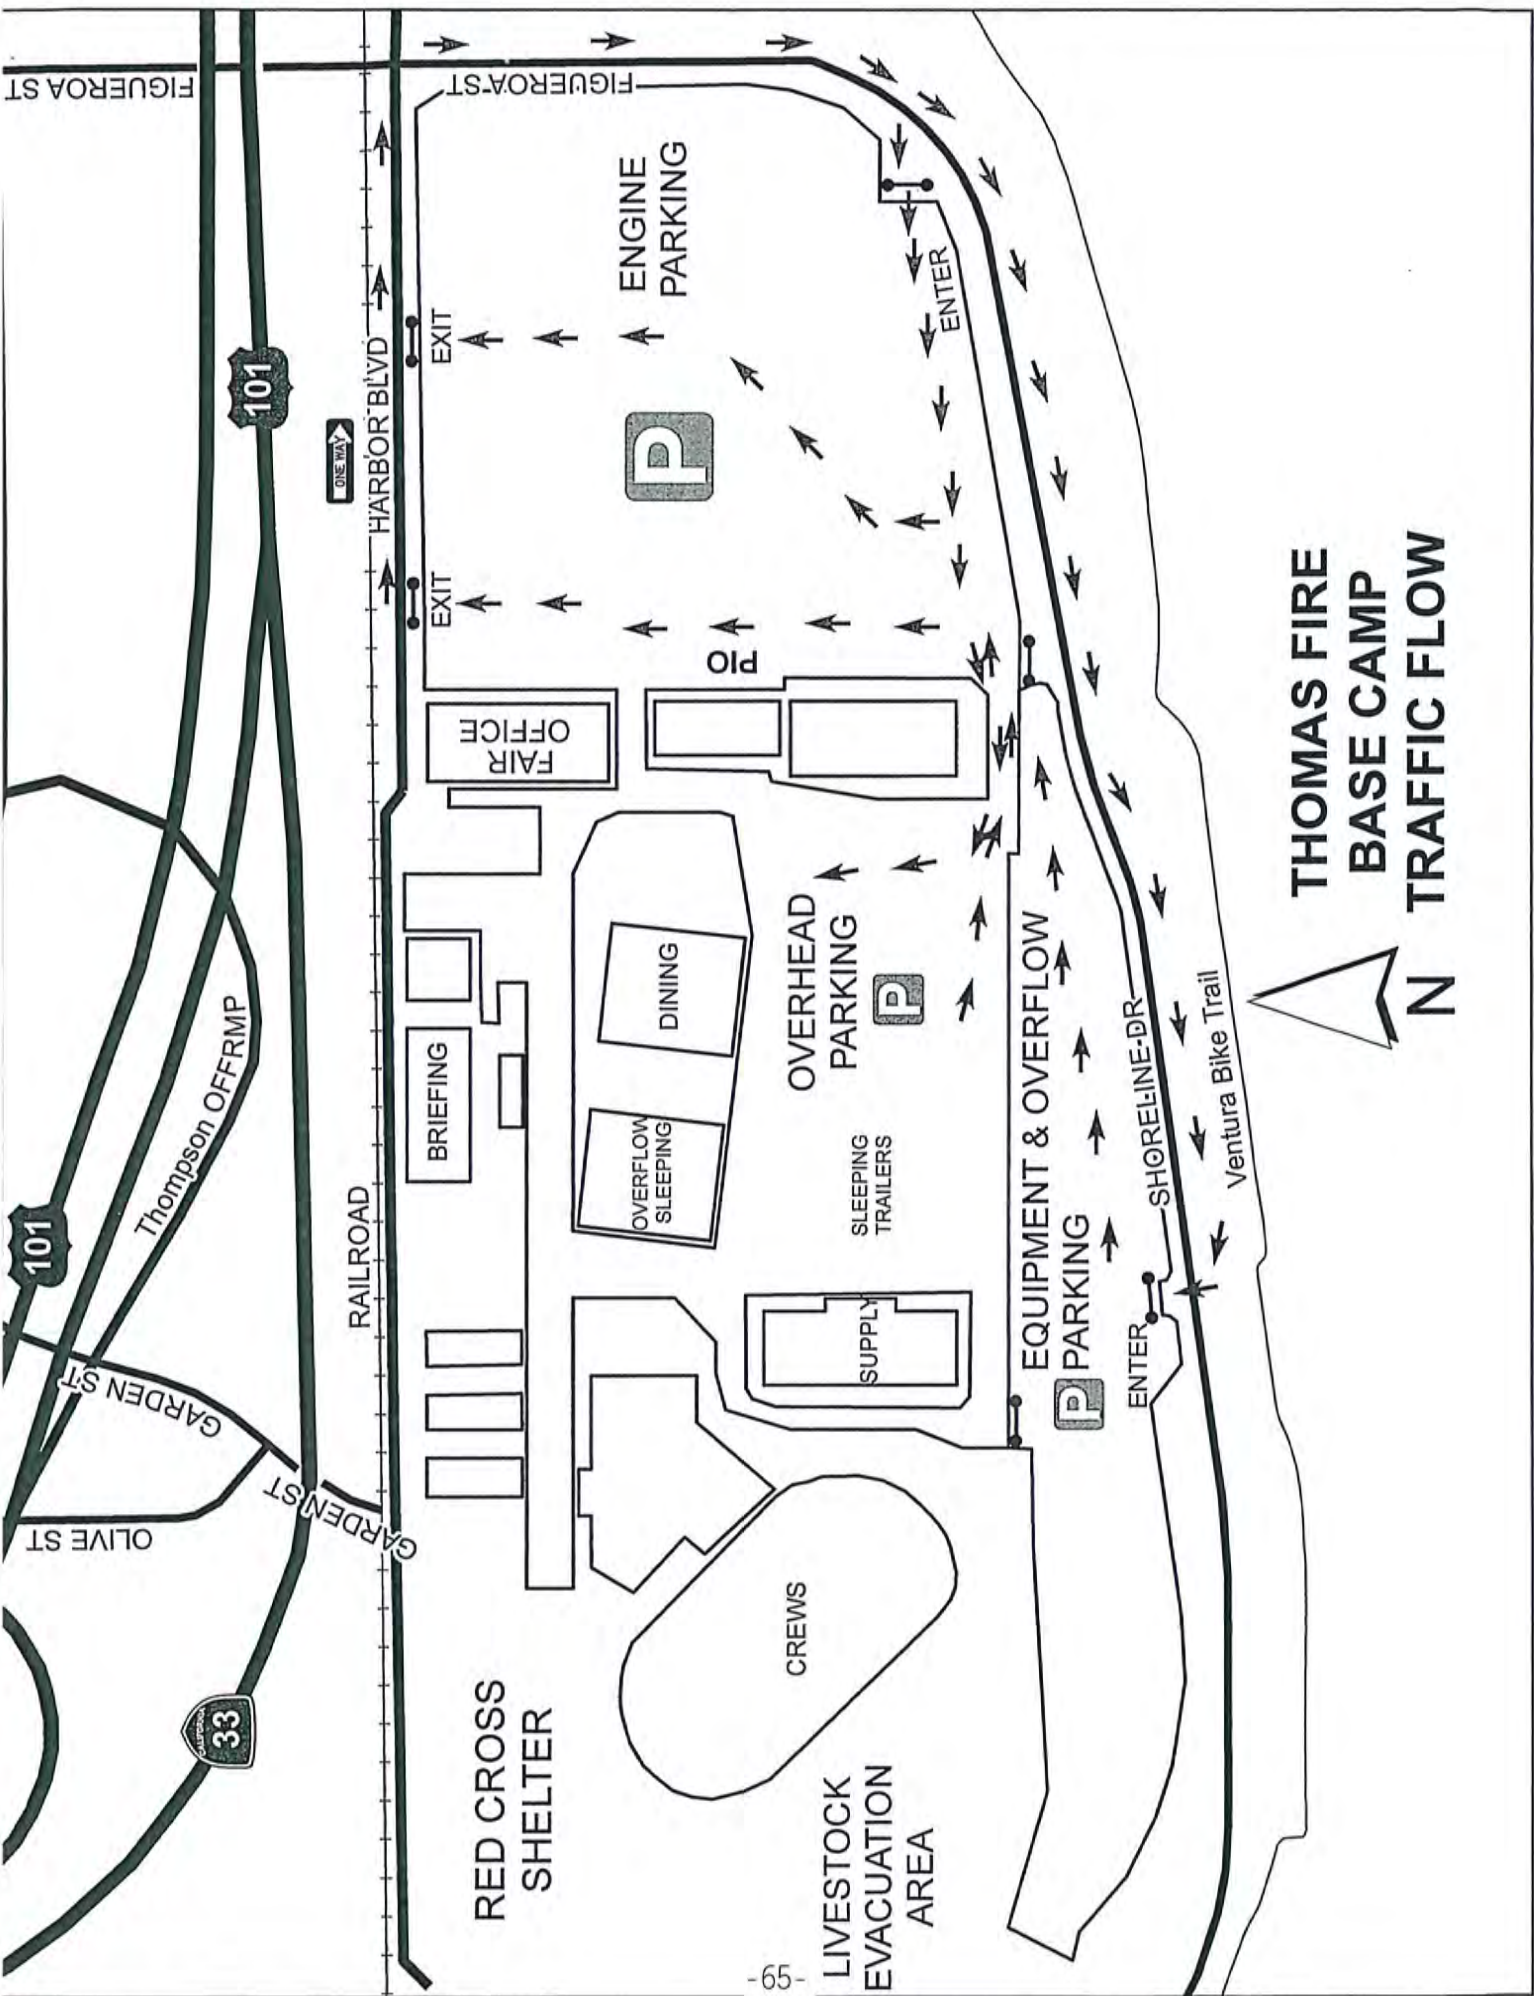 FIGUEROA ST
FIGUEROA ST
101
ONE WAY
HARBOR BLVD
EXIT
EXIT
ENGINE
PARKING
P
ENTER
PIO
FAIR
OFFICE
101
Thompson OFFRMP
RAILROAD
GARDEN ST
GARDEN ST
OLIVE ST
CALIFORNIA
33
BRIEFING
DINING
OVERFLOW
SLEEPING
OVERHEAD
PARKING
P
SLEEPING
TRAILERS
SUPPLY
EQUIPMENT & OVERFLOW
PARKING
P
ENTER
SHORELINE DR
Ventura Bike Trail
CREWS
RED CROSS
SHELTER
LIVESTOCK
EVACUATION
AREA
THOMAS FIRE
BASE CAMP
TRAFFIC FLOW
N
-65-